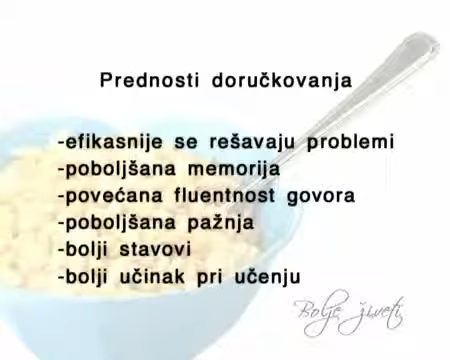 Prednosti doručkovanja
-efikasnije se rešavaju problemi
-poboljšana memorija
-povećana fluentnost govora
-poboljšana pažnja
-bolji stavovi
-bolji učinak pri učenju
Bolje živeti